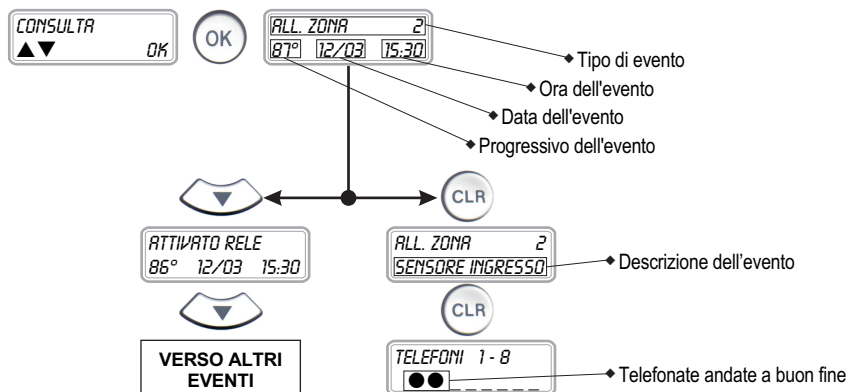 CONSULTA
▲▼ OK
OK
ALL. ZONA 2
87° 12/03 15:30
Tipo di evento
Ora dell'evento
Data dell'evento
Progressivo dell'evento
CLR
ATTIVATO RELE
86° 12/03 15:30
ALL. ZONA 2
SENSORE INGRESSO
Descrizione dell'evento
CLR
VERSO ALTRI
EVENTI
TELEFONI 1 - 8
●● _ _ _ _ _ _
Telefonate andate a buon fine